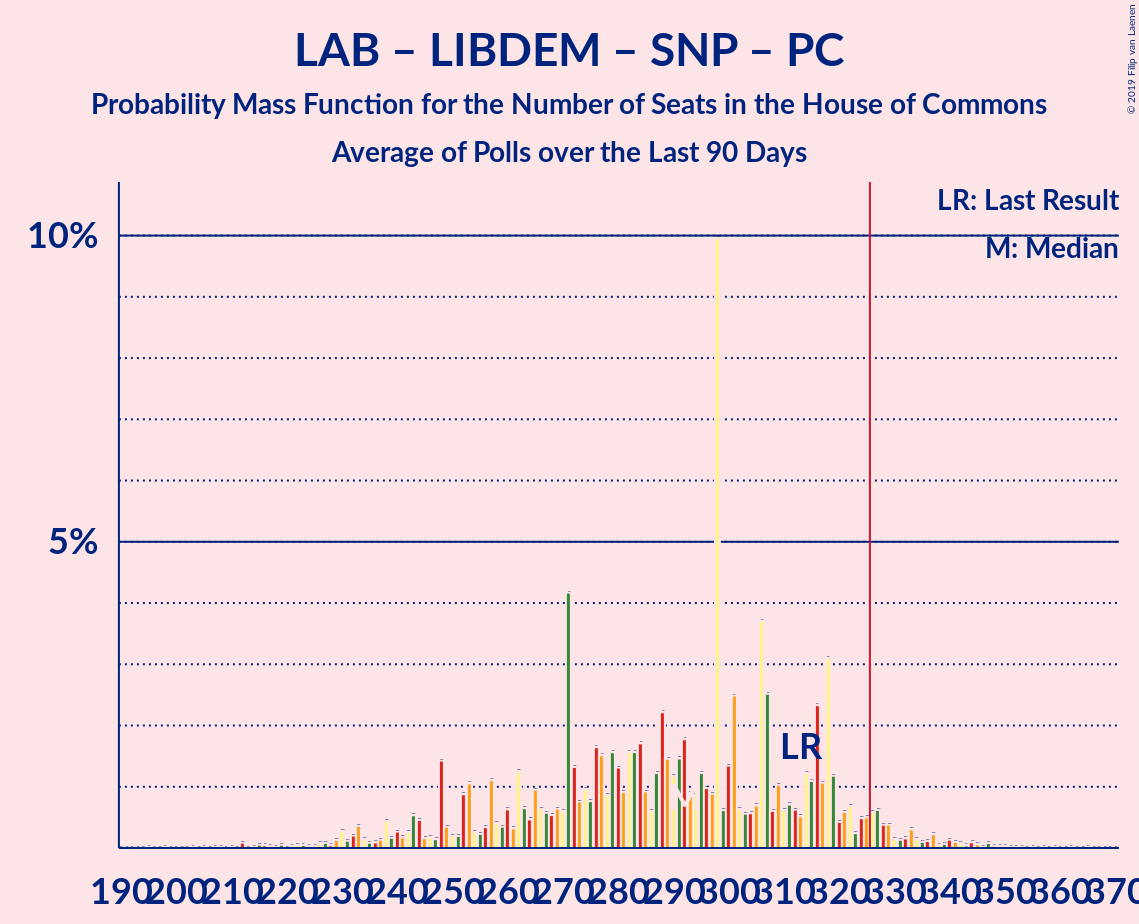 LAB – LIBDEM – SNP – PC
Probability Mass Function for the Number of Seats in the House of Commons
Average of Polls over the Last 90 Days
© 2019 Filip van Laenen
LR: Last Result
M: Median
10%
5%
LR
190 200 210 220 230 240 250 260 270 280 290 300 310 320 330 340 350 360 370